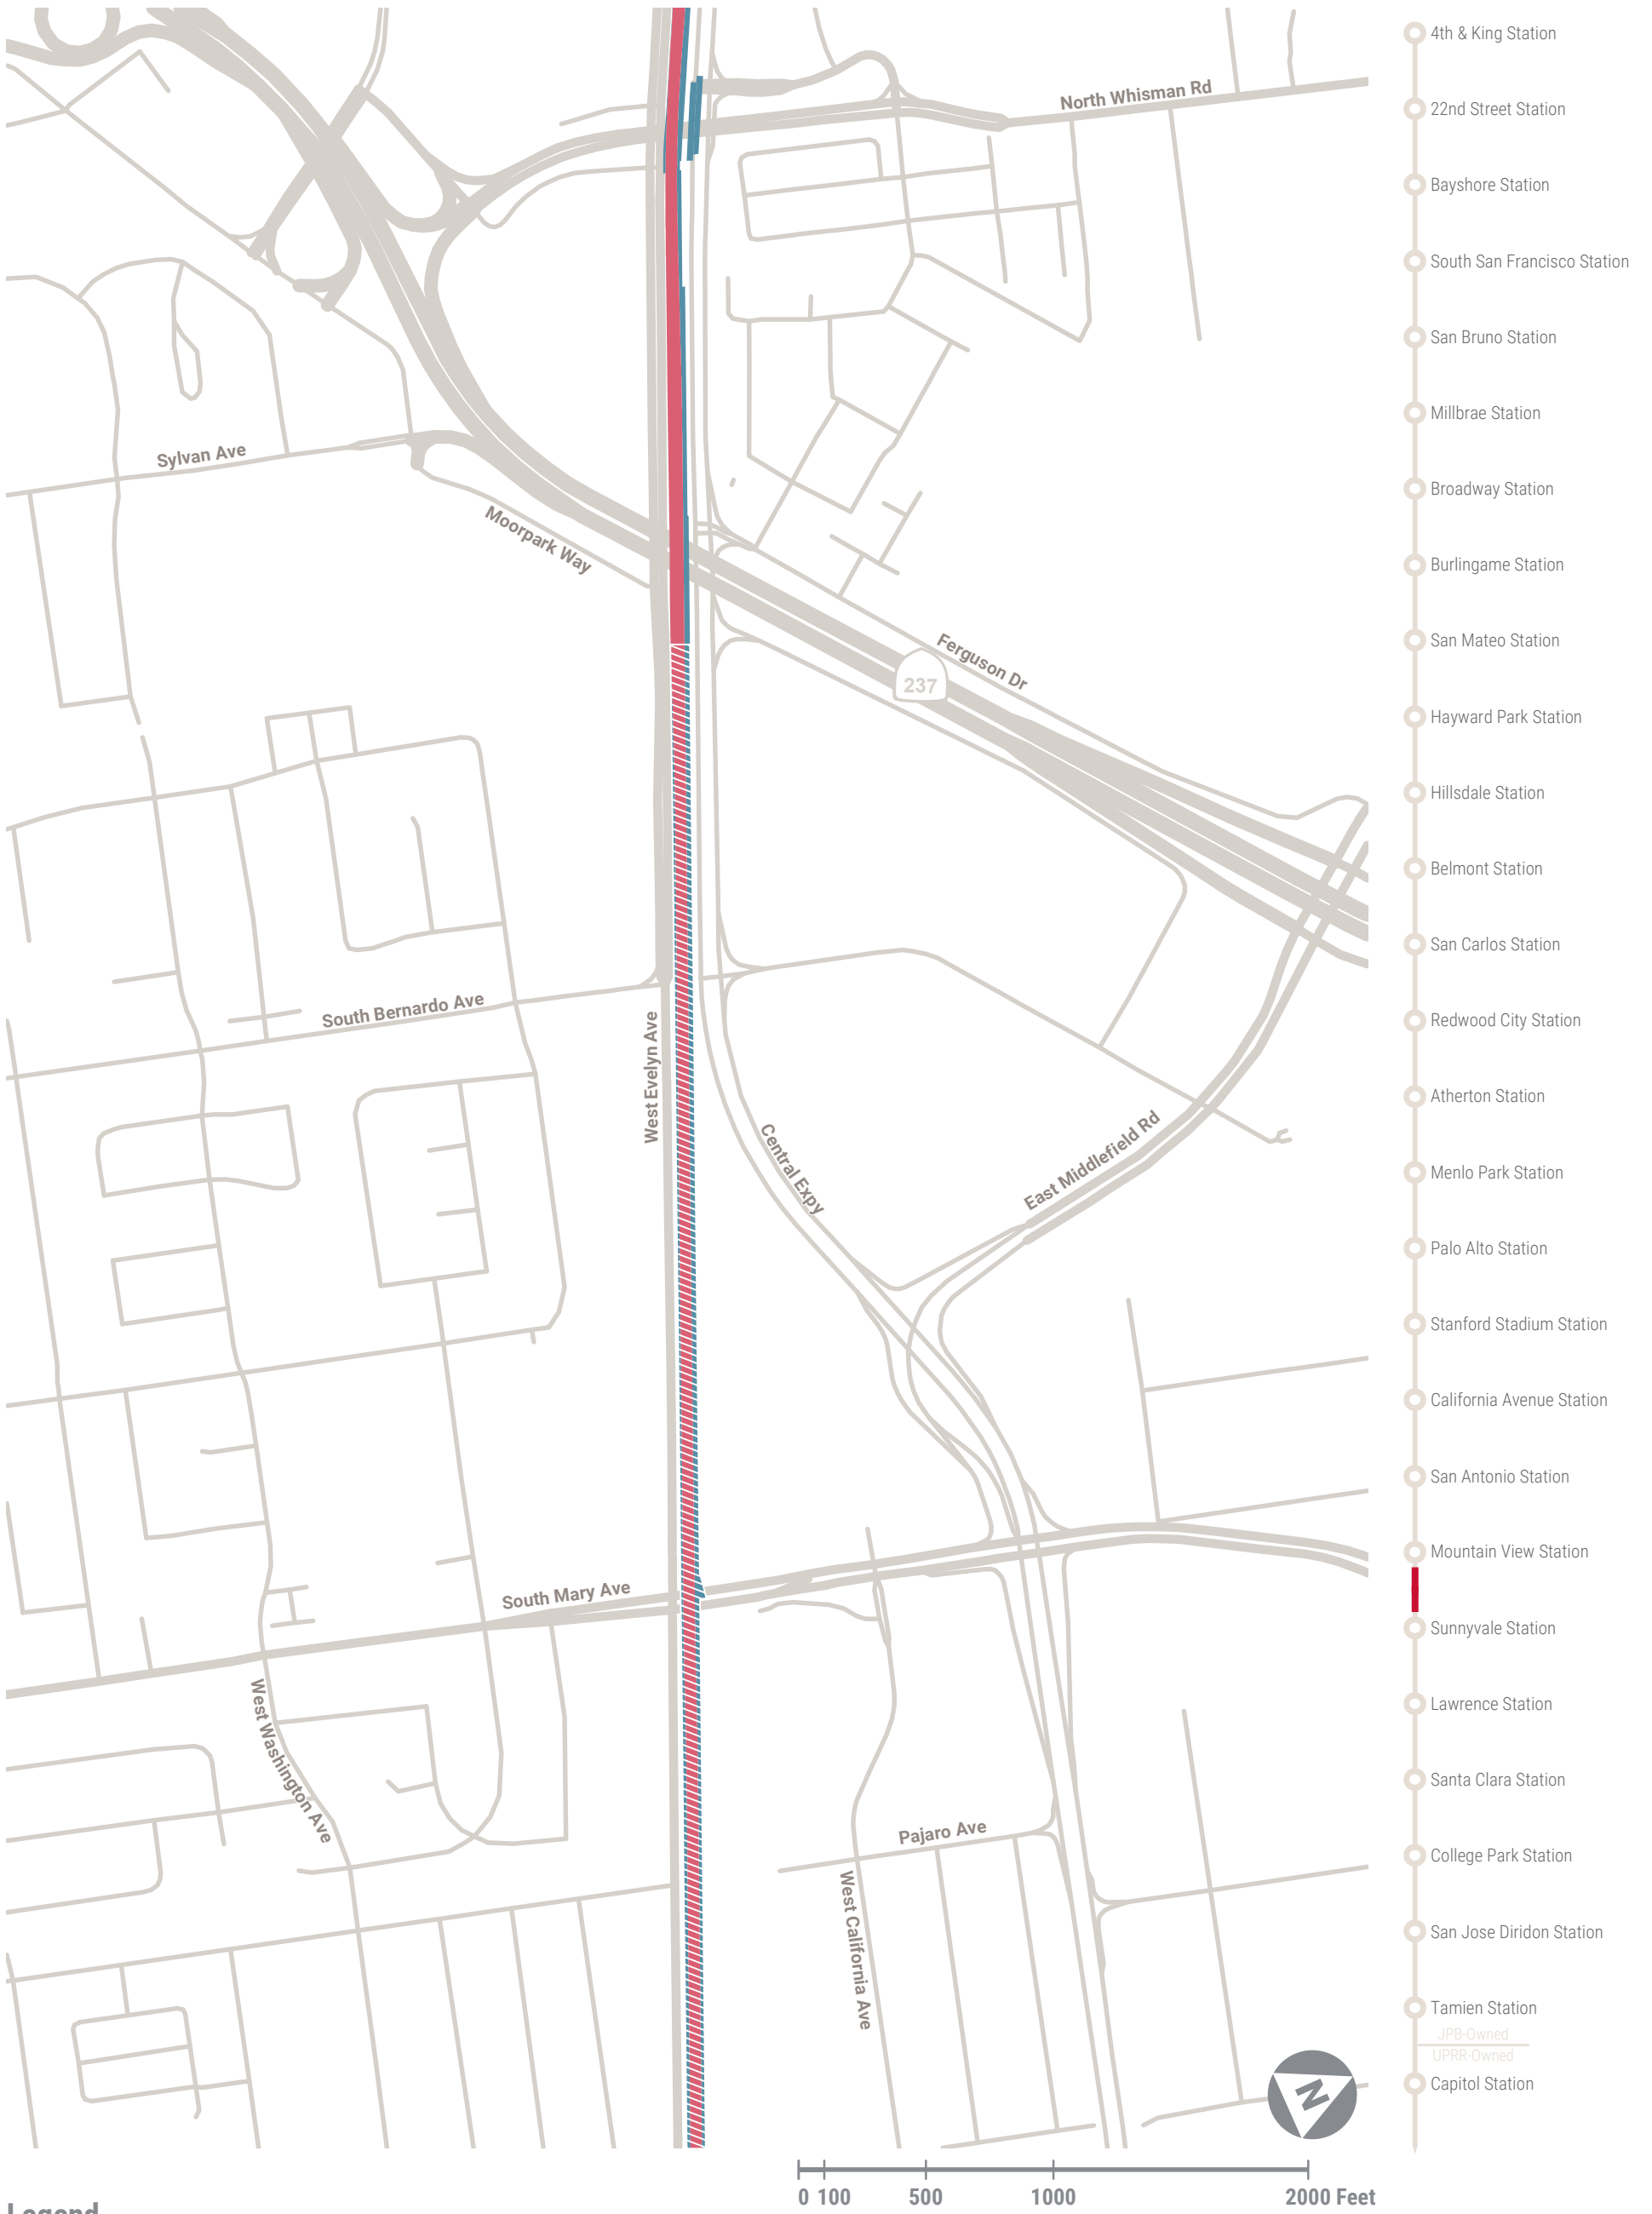 North Whisman Rd
Sylvan Ave
Moorpark Way
Ferguson Dr
237
South Bernardo Ave
West Evelyn Ave
Central Expy
East Middlefield Rd
South Mary Ave
West Washington Ave
Pajaro Ave
West California Ave
N
0 100 500 1000 2000 Feet
Legend
4th & King Station
22nd Street Station
Bayshore Station
South San Francisco Station
San Bruno Station
Millbrae Station
Broadway Station
Burlingame Station
San Mateo Station
Hayward Park Station
Hillsdale Station
Belmont Station
San Carlos Station
Redwood City Station
Atherton Station
Menlo Park Station
Palo Alto Station
Stanford Stadium Station
California Avenue Station
San Antonio Station
Mountain View Station
Sunnyvale Station
Lawrence Station
Santa Clara Station
College Park Station
San Jose Diridon Station
Tamien Station
JPB-Owned
UPRR-Owned
Capitol Station